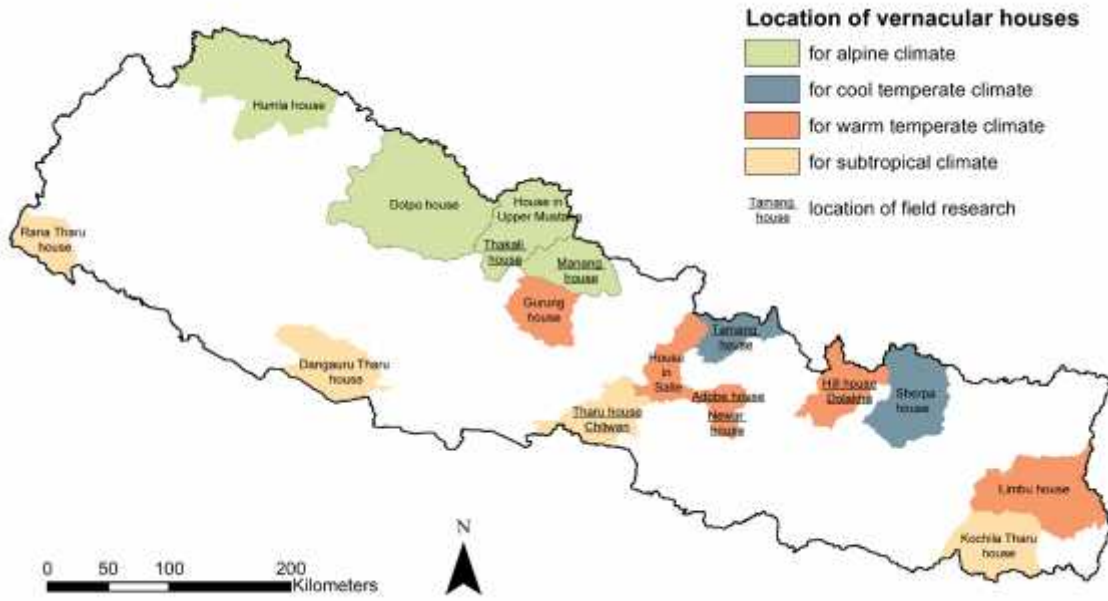 Location of vernacular houses
for alpine climate
for cool temperate climate
for warm temperate climate
for subtropical climate
Tamang
house
location of field research
Humla house
Dolpo house
House in
Upper Mustang
Thakali
house
Manang
house
Rana Tharu
house
Gurung
house
Tamang
house
House
in
Salle
Dangauru Tharu
house
Adobe house
Newar
house
Hill house
Dolakha
Sherpa
house
Tharu house
Chitwan
Limbu house
Kochila Tharu
house
N
0 50 100 200
Kilometers